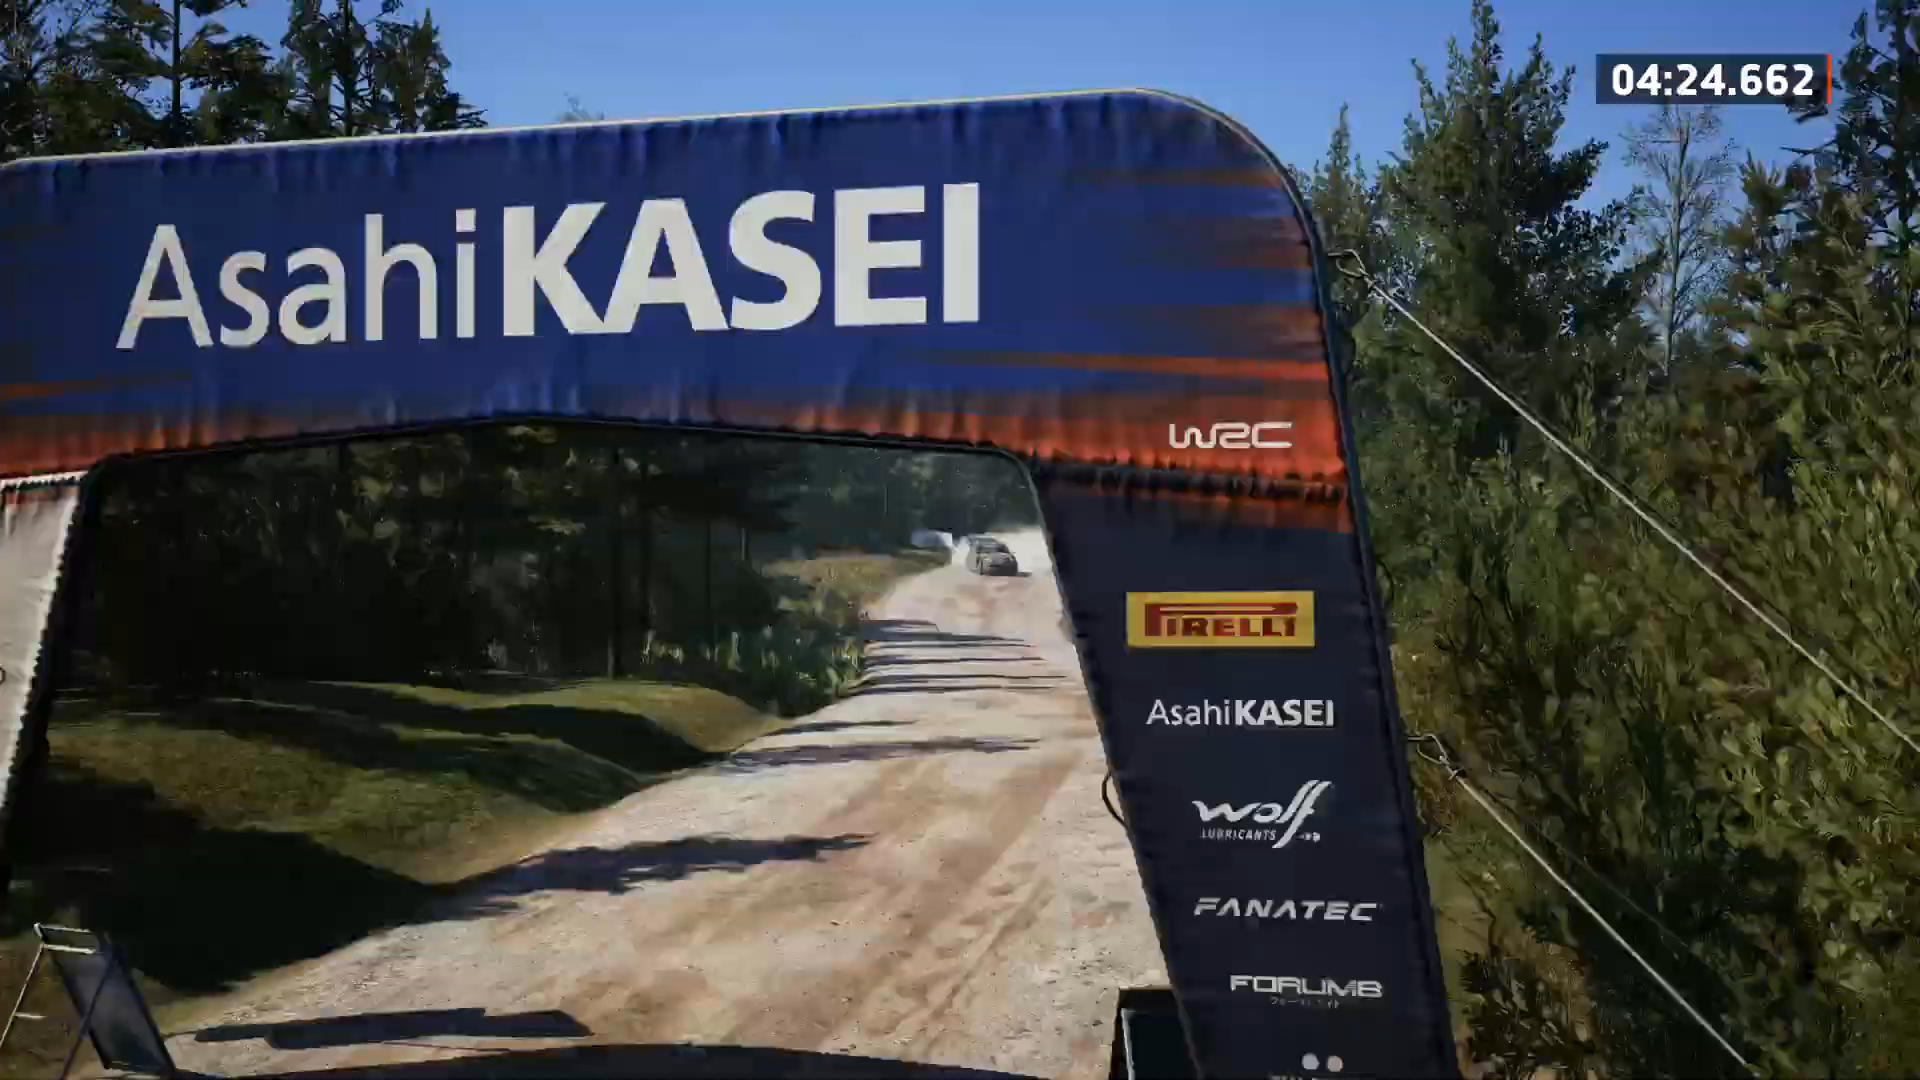 04:24.662
AsahiKASEI
WRC
PIRELLI
AsahiKASEI
Wolf
LUBRICANTS
FANATEC
FORUM8